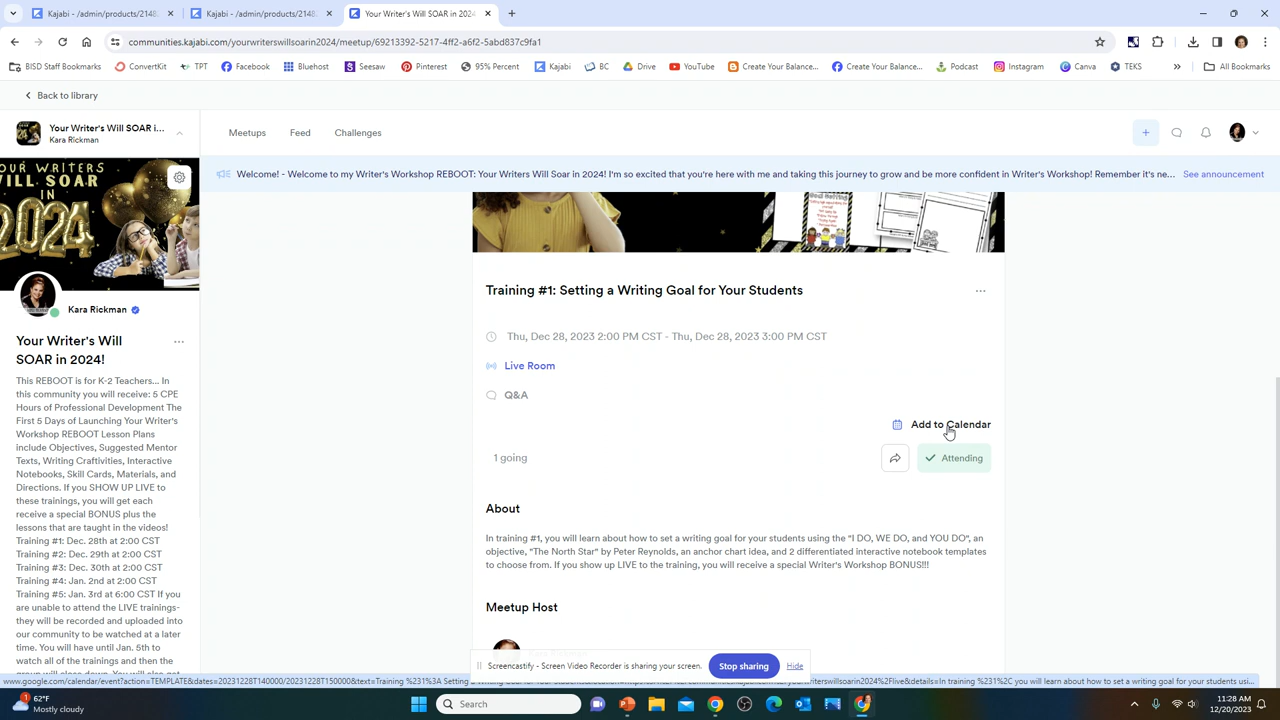 Kajabi - /admin/products/2148
Kajabi - /admin/products/2148
Your Writer's Will SOAR in 2024
communities.kajabi.com/yourwriterswillsoarin2024/meetup/69213392-5217-4ff2-a6f2-5abd837c9fa1
BISD Staff Bookmarks
ConvertKit
TPT
Facebook
Bluehost
Seesaw
Pinterest
95% Percent
Kajabi
BC
Drive
YouTube
Create Your Balance...
Create Your Balance...
Podcast
Instagram
Canva
TEKS
All Bookmarks
Back to library
Your Writer's Will SOAR i...
Kara Rickman
Meetups
Feed
Challenges
Welcome! - Welcome to my Writer's Workshop REBOOT: Your Writers Will Soar in 2024! I'm so excited that you're here with me and taking this journey to grow and be more confident in Writer's Workshop! Remember it's ne...
See announcement
OUR WRITERS
WILL SOAR
IN
2024
Kara Rickman
Your Writer's Will
SOAR in 2024!
This REBOOT is for K-2 Teachers... In
this community you will receive: 5 CPE
Hours of Professional Development The
First 5 Days of Launching Your Writer's
Workshop REBOOT Lesson Plans
include Objectives, Suggested Mentor
Texts, Writing Craftivities, Interactive
Notebooks, Skill Cards, Materials, and
Directions. If you SHOW UP LIVE to
these trainings, you will get each
receive a special BONUS plus the
lessons that are taught in the videos!
Training #1: Dec. 28th at 2:00 CST
Training #2: Dec. 29th at 2:00 CST
Training #3: Dec. 30th at 2:00 CST
Training #4: Jan. 2nd at 2:00 CST
Training #5: Jan. 3rd at 6:00 CST If you
are unable to attend the LIVE trainings-
they will be recorded and uploaded into
our community to be watched at a later
time. You will have until Jan. 5th to
watch all of the trainings and then the
Training #1: Setting a Writing Goal for Your Students
Thu, Dec 28, 2023 2:00 PM CST - Thu, Dec 28, 2023 3:00 PM CST
Live Room
Q&A
Add to Calendar
1 going
Attending
About
In training #1, you will learn about how to set a writing goal for your students using the "I DO, WE DO, and YOU DO", an
objective, "The North Star" by Peter Reynolds, an anchor chart idea, and 2 differentiated interactive notebook templates
to choose from. If you show up LIVE to the training, you will receive a special Writer's Workshop BONUS!!!
Meetup Host
Screencastify - Screen Video Recorder is sharing your screen.
Stop sharing
Hide
62°F
Mostly cloudy
Search
11:28 AM
12/20/2023